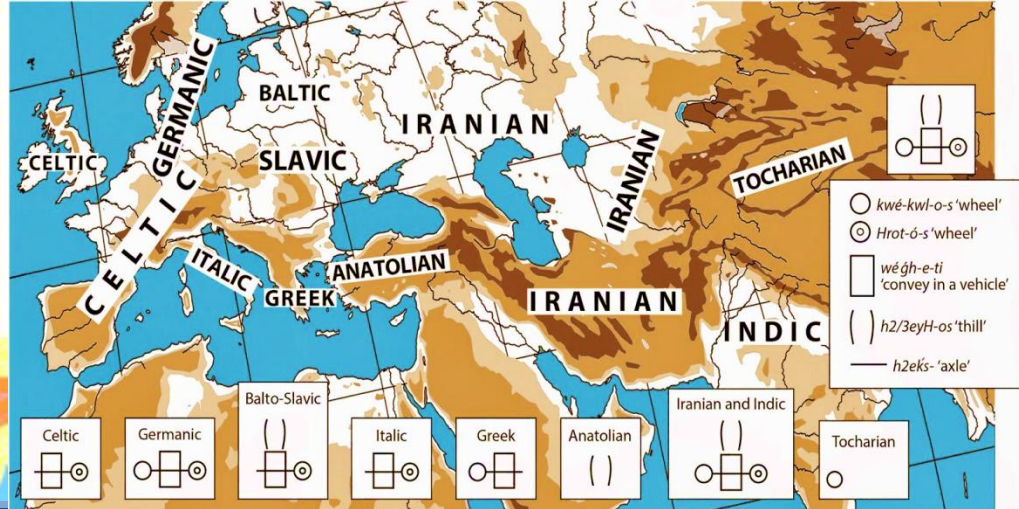 GERMANIC
BALTIC
IRANIAN
CELTIC
SLAVIC
IRANIAN
TOCHARIAN
CELTIC
ITALIC
ANATOLIAN
GREEK
IRANIAN
INDIC
kwé-kwl-o-s ‘wheel’
Hrot-ó-s ‘wheel’
wéǵh-e-ti
‘convey in a vehicle’
h2/3eyH-os ‘thill’
h2eḱs- ‘axle’
Celtic
Germanic
Balto-Slavic
Italic
Greek
Anatolian
Iranian and Indic
Tocharian